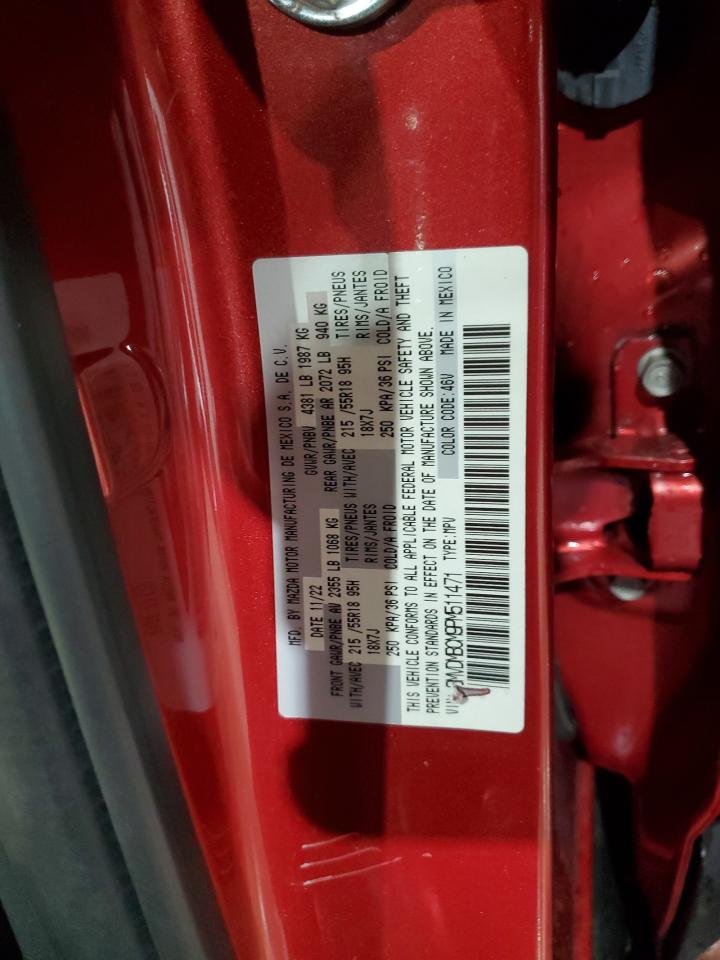 MFD. BY MAZDA MOTOR MANUFACTURING DE MEXICO S.A. DE C.V.
DATE 11/22 GVWR/PNBV 4381 LB 1987 KG
FRONT GAWR/PNBE AV 2355 LB 1068 KG REAR GAWR/PNBE AR 2072 LB 940 KG
WITH/AVEC 215 /55R18 95H TIRES/PNEUS WITH/AVEC 215 /55R18 95H TIRES/PNEUS
18X7J RIMS/JANTES 18X7J RIMS/JANTES
250 KPA/36 PSI COLD/A FROID 250 KPA/36 PSI COLD/A FROID
THIS VEHICLE CONFORMS TO ALL APPLICABLE FEDERAL MOTOR VEHICLE SAFETY AND THEFT
PREVENTION STANDARDS IN EFFECT ON THE DATE OF MANUFACTURE SHOWN ABOVE.
TYPE:MPV COLOR CODE:46V MADE IN MEXICO